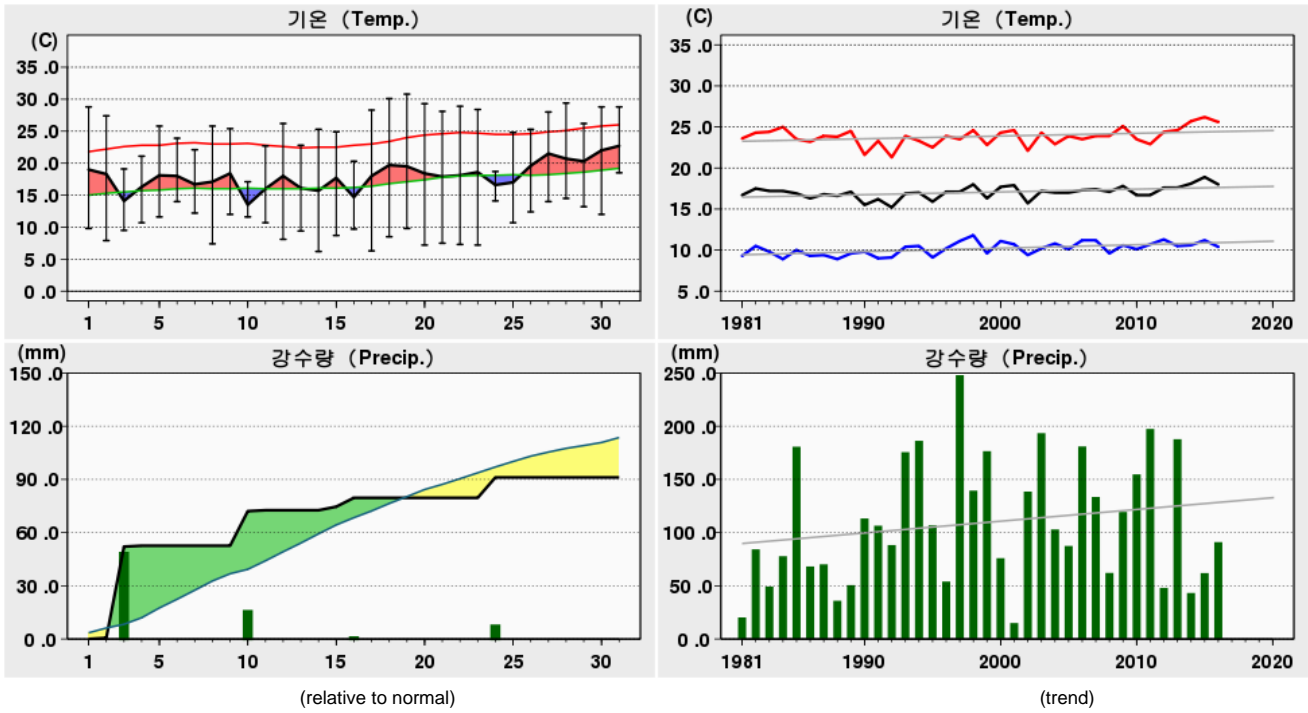 기온 (Temp.)
(C)
35 .0
30 .0
25 .0
20 .0
15 .0
10 .0
5 .0
0 .0
1 5 10 15 20 25 30
기온 (Temp.)
(C)
35 .0
30 .0
25 .0
20 .0
15 .0
10 .0
5 .0
1981 1990 2000 2010 2020
강수량 (Precip.)
(mm)
150 .0
120 .0
90 .0
60 .0
30 .0
0 .0
1 5 10 15 20 25 30
(relative to normal)
강수량 (Precip.)
(mm)
250 .0
200 .0
150 .0
100 .0
50 .0
0 .0
1981 1990 2000 2010 2020
(trend)